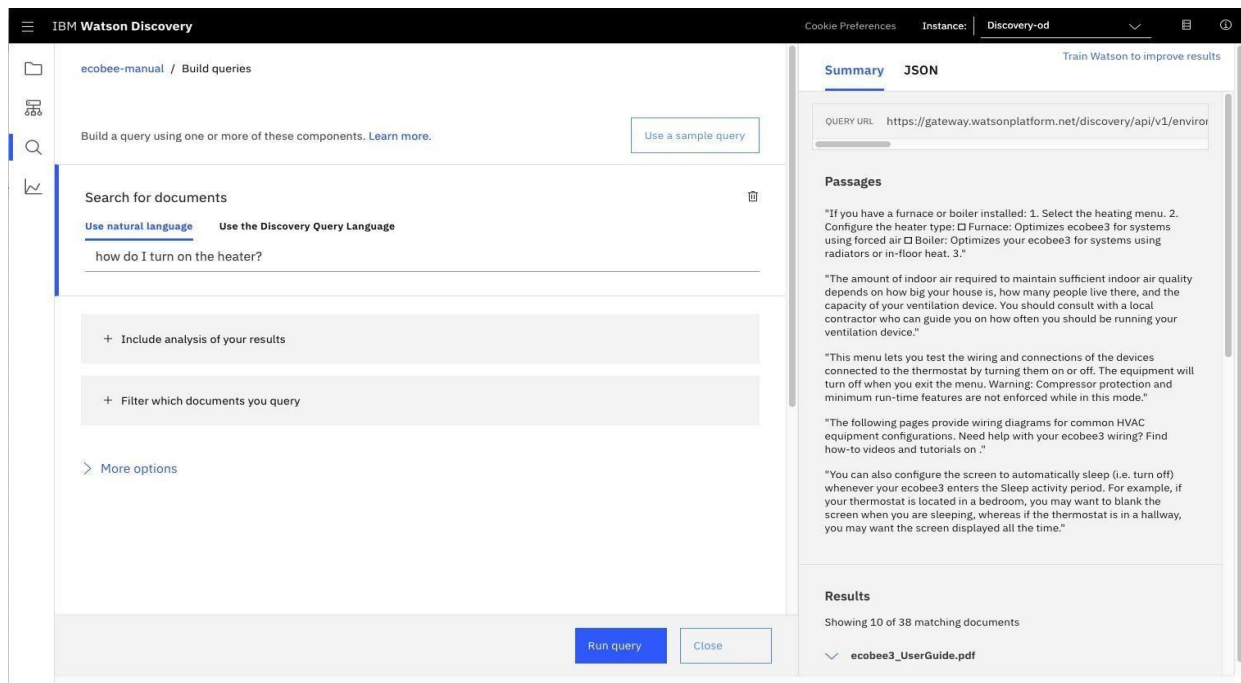 IBM Watson Discovery
Cookie Preferences
Instance:
Discovery-od
ecobee-manual / Build queries
Build a query using one or more of these components. Learn more.
Use a sample query
Search for documents
Use natural language
Use the Discovery Query Language
how do I turn on the heater?
+ Include analysis of your results
+ Filter which documents you query
More options
Run query
Close
Train Watson to improve results
Summary
JSON
QUERY URL https://gateway.watsonplatform.net/discovery/api/v1/enviro
Passages
"If you have a furnace or boiler installed: 1. Select the heating menu. 2.
Configure the heater type: □ Furnace: Optimizes ecobee3 for systems
using forced air □ Boiler: Optimizes your ecobee3 for systems using
radiators or in-floor heat. 3."
"The amount of indoor air required to maintain sufficient indoor air quality
depends on how big your house is, how many people live there, and the
capacity of your ventilation device. You should consult with a local
contractor who can guide you on how often you should be running your
ventilation device."
"This menu lets you test the wiring and connections of the devices
connected to the thermostat by turning them on or off. The equipment will
turn off when you exit the menu. Warning: Compressor protection and
minimum run-time features are not enforced while in this mode."
"The following pages provide wiring diagrams for common HVAC
equipment configurations. Need help with your ecobee3 wiring? Find
how-to videos and tutorials on ."
"You can also configure the screen to automatically sleep (i.e. turn off)
whenever your ecobee3 enters the Sleep activity period. For example, if
your thermostat is located in a bedroom, you may want to blank the
screen when you are sleeping, whereas if the thermostat is in a hallway,
you may want the screen displayed all the time."
Results
Showing 10 of 38 matching documents
ecobee3_UserGuide.pdf